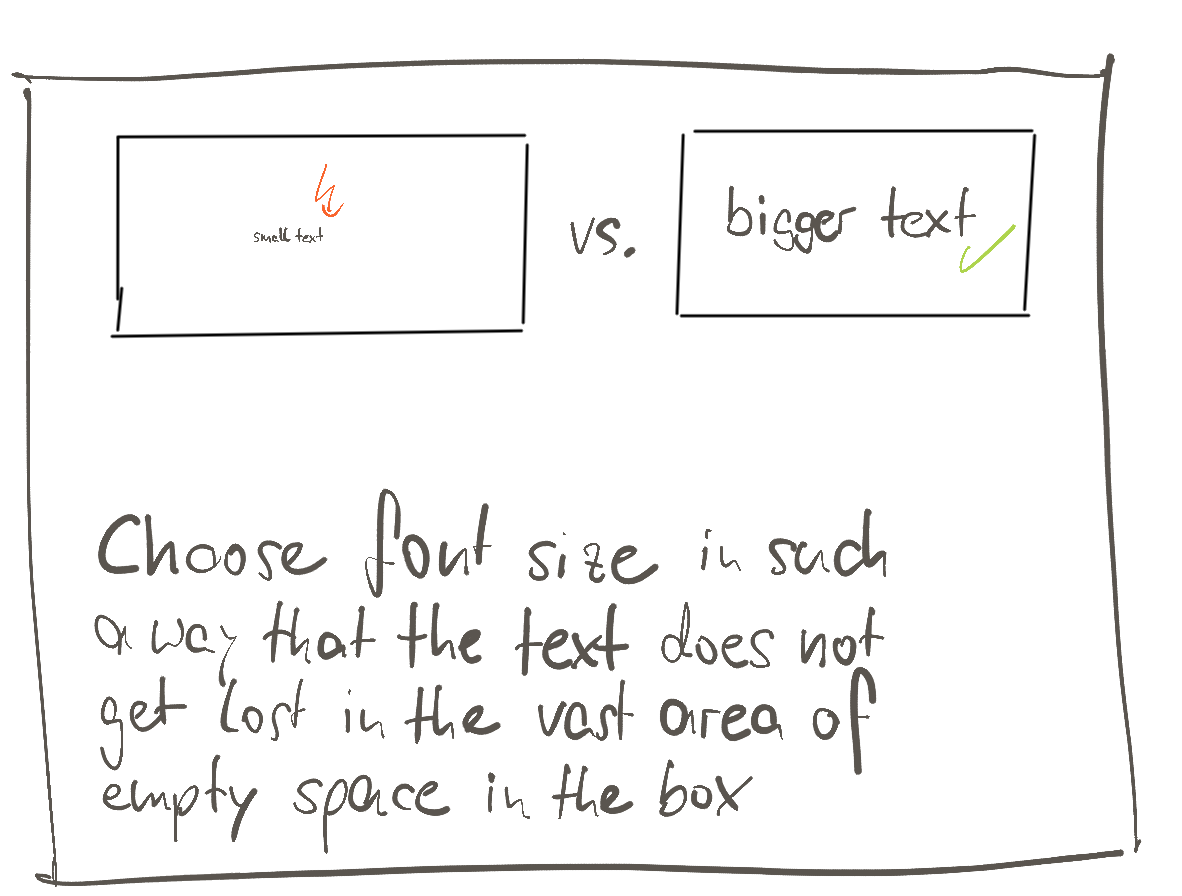 small text
vs.
bigger text
Choose font size in such
a way that the text does not
get lost in the vast area of
empty space in the box